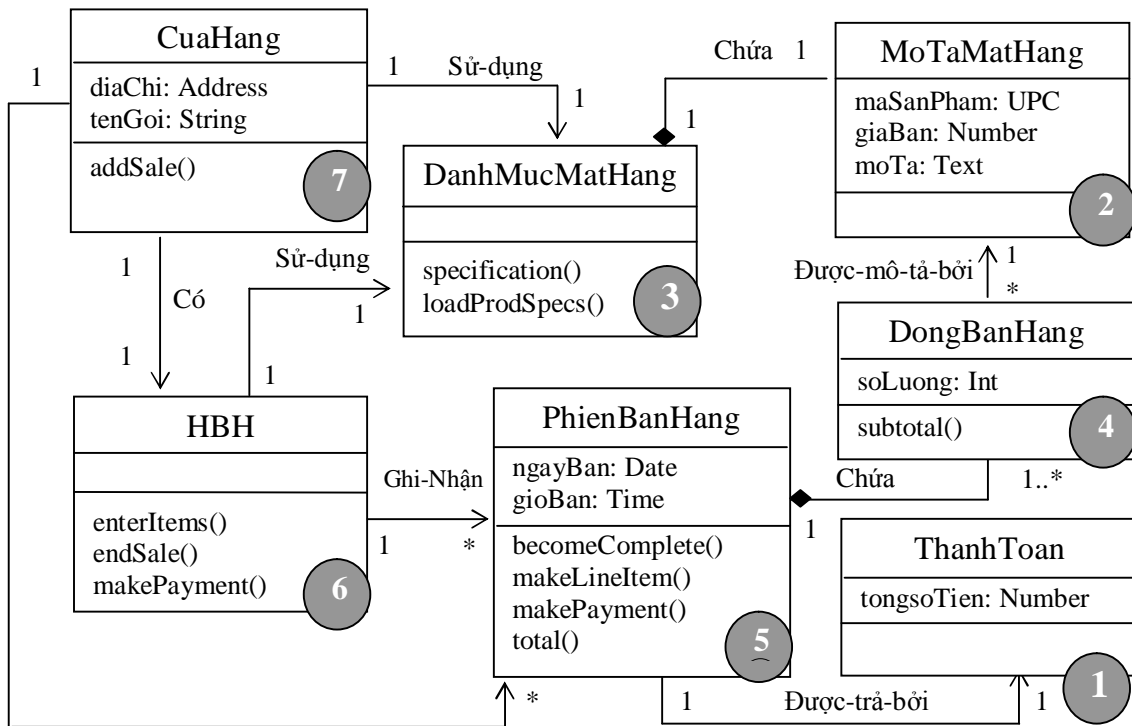 CuaHang
diaChi: Address
tenGoi: String
addSale()
7
1
1
Sử-dụng
1
Chứa
1
1
MoTaMatHang
maSanPham: UPC
giaBan: Number
moTa: Text
2
DanhMucMatHang
specification()
loadProdSpecs()
3
1
Có
1
Sử-dụng
1
1
Được-mô-tả-bởi
1
*
DongBanHang
soLuong: Int
subtotal()
4
HBH
enterItems()
endSale()
makePayment()
6
Ghi-Nhận
1
*
PhienBanHang
ngayBan: Date
gioBan: Time
becomeComplete()
makeLineItem()
makePayment()
total()
5
Chứa
1..*
1
ThanhToan
tongsoTien: Number
1
*
1
Được-trả-bởi
1